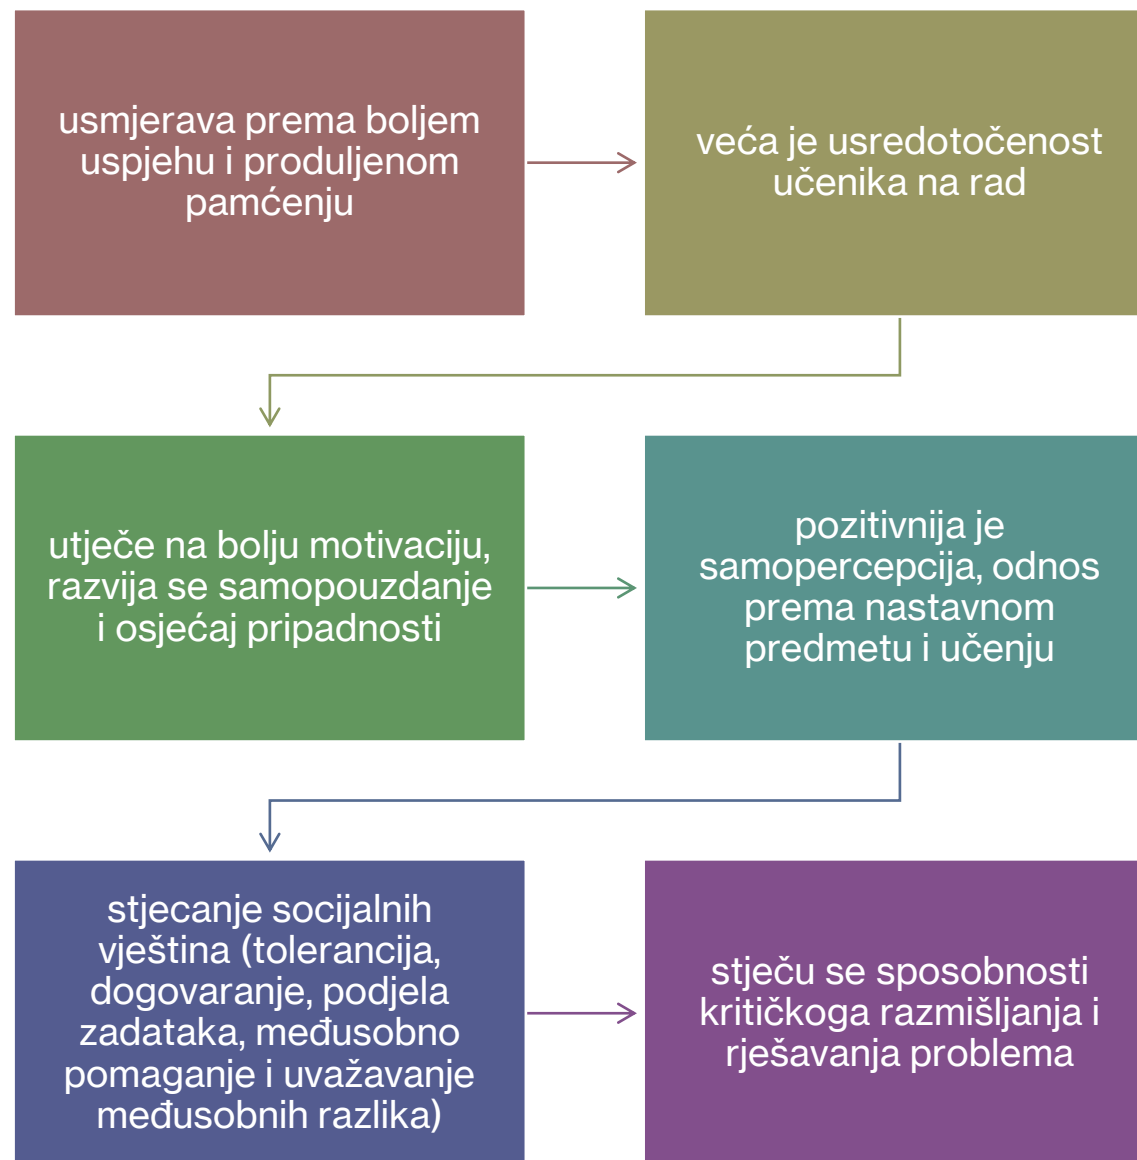 usmjerava prema boljem
uspjehu i produljenom
pamćenju
veća je usredotočenost
učenika na rad
utječe na bolju motivaciju,
razvija se samopouzdanje
i osjećaj pripadnosti
pozitivnija je
samopercepcija, odnos
prema nastavnom
predmetu i učenju
stjecanje socijalnih
vještina (tolerancija,
dogovaranje, podjela
zadataka, međusobno
pomaganje i uvažavanje
međusobnih razlika)
stječu se sposobnosti
kritičkoga razmišljanja i
rješavanja problema